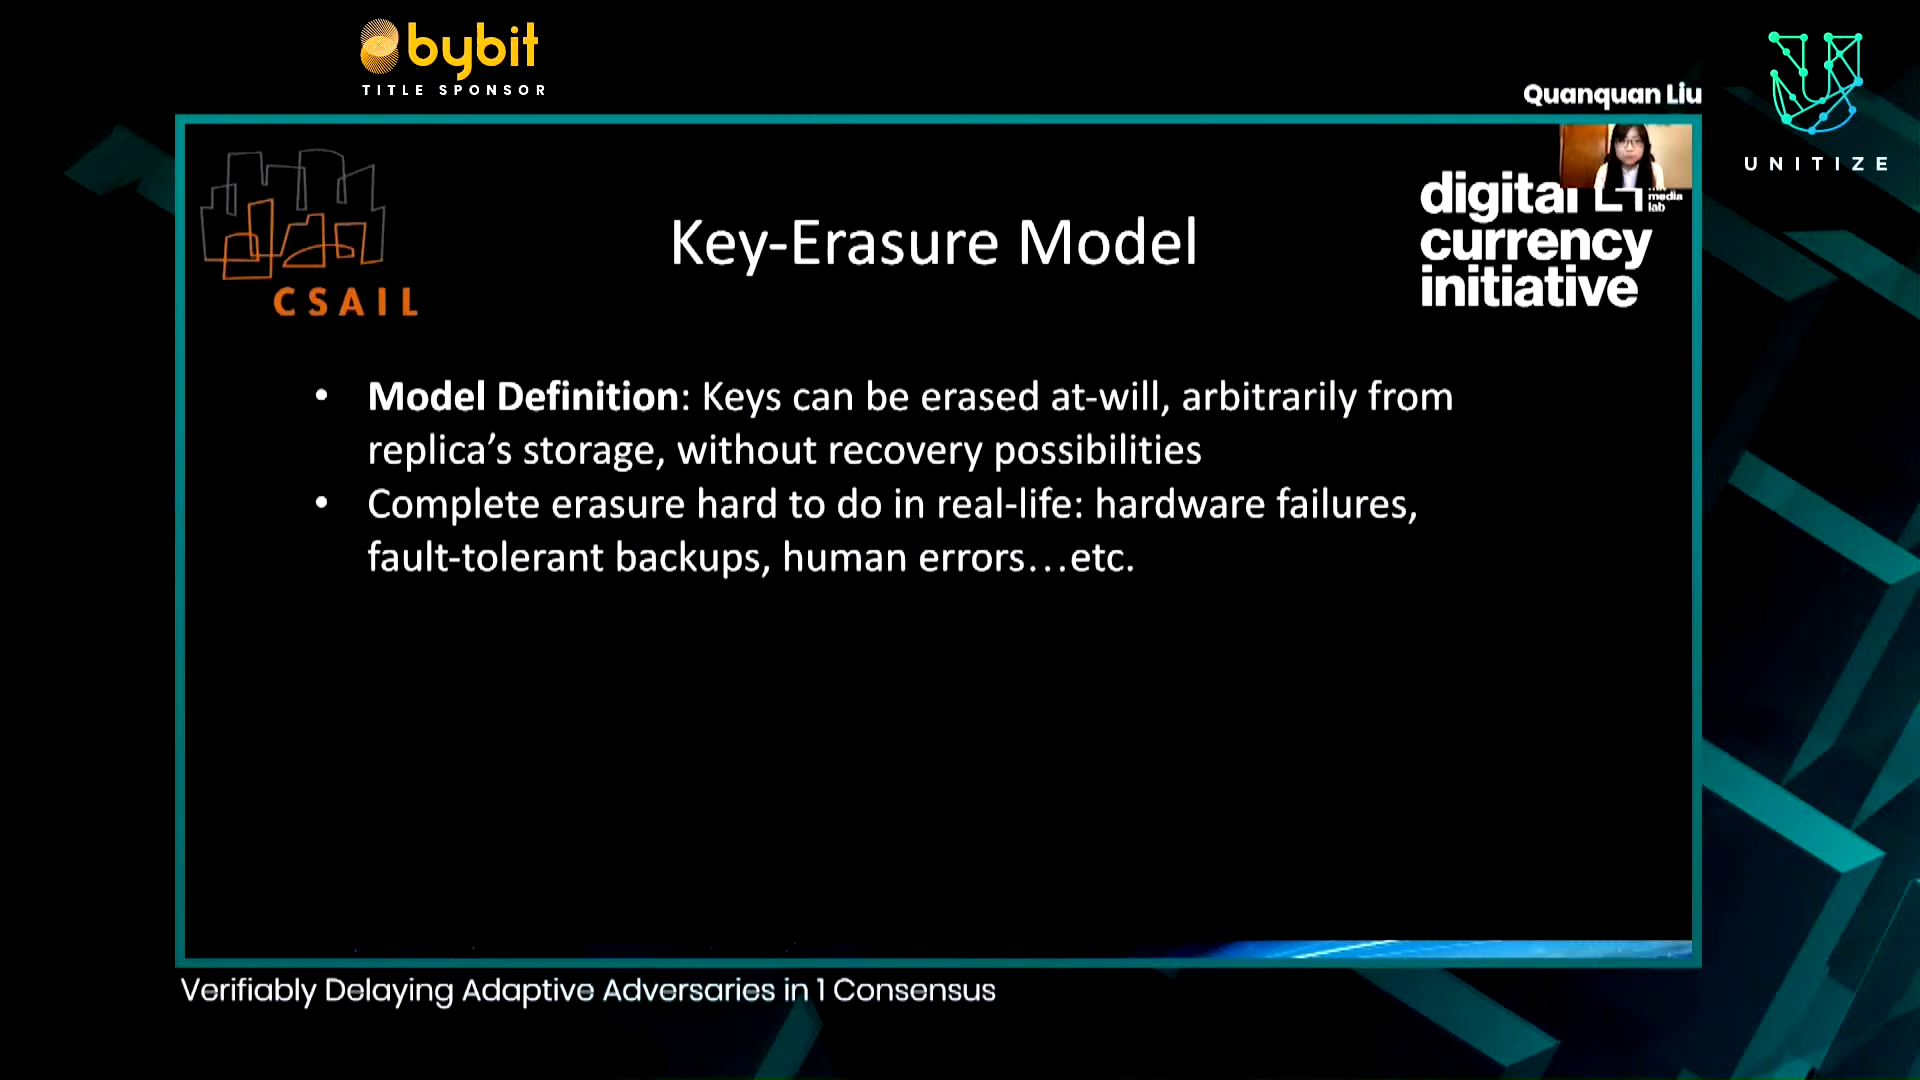 bybit
TITLE SPONSOR
Quanquan Liu
UNITIZE
CSAIL
Key-Erasure Model
digital
currency
initiative
media
lab
• Model Definition: Keys can be erased at-will, arbitrarily from
replica’s storage, without recovery possibilities
• Complete erasure hard to do in real-life: hardware failures,
fault-tolerant backups, human errors…etc.
Verifiably Delaying Adaptive Adversaries in 1 Consensus